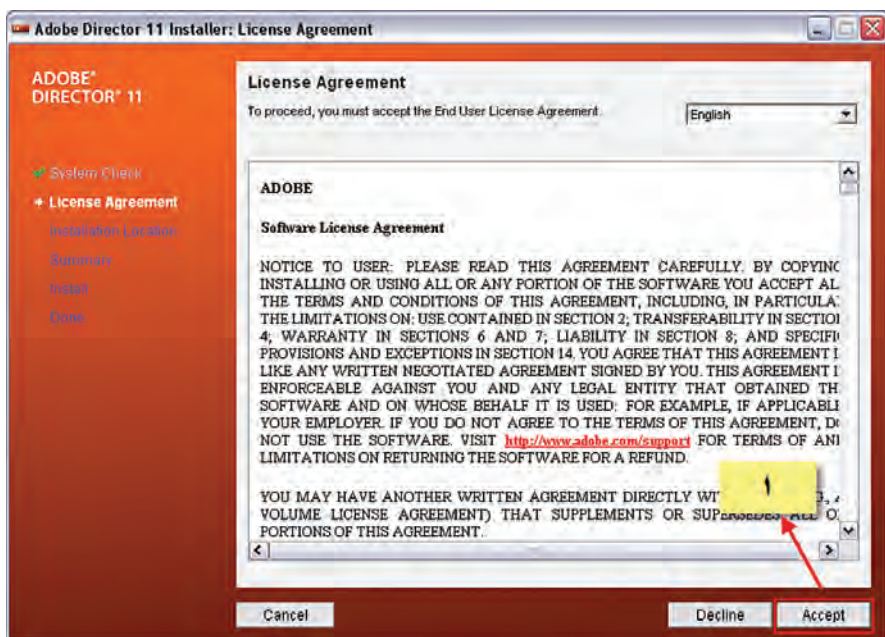 Adobe Director 11 Installer: License Agreement
ADOBE®
DIRECTOR® 11
System Check
License Agreement
Installation Location
Summary
Install
Done
License Agreement
To proceed, you must accept the End User License Agreement.
English
ADOBE
Software License Agreement
NOTICE TO USER: PLEASE READ THIS AGREEMENT CAREFULLY. BY COPYING
INSTALLING OR USING ALL OR ANY PORTION OF THE SOFTWARE YOU ACCEPT AL
THE TERMS AND CONDITIONS OF THIS AGREEMENT, INCLUDING, IN PARTICULA
THE LIMITATIONS ON: USE CONTAINED IN SECTION 2; TRANSFERABILITY IN SECTIO
4; WARRANTY IN SECTIONS 6 AND 7; LIABILITY IN SECTION 8; AND SPECIFI
PROVISIONS AND EXCEPTIONS IN SECTION 14. YOU AGREE THAT THIS AGREEMENT I
LIKE ANY WRITTEN NEGOTIATED AGREEMENT SIGNED BY YOU. THIS AGREEMENT I
ENFORCEABLE AGAINST YOU AND ANY LEGAL ENTITY THAT OBTAINED TH
SOFTWARE AND ON WHOSE BEHALF IT IS USED: FOR EXAMPLE, IF APPLICABL
YOUR EMPLOYER. IF YOU DO NOT AGREE TO THE TERMS OF THIS AGREEMENT, D
NOT USE THE SOFTWARE. VISIT http://www.adobe.com/support FOR TERMS OF AN
LIMITATIONS ON RETURNING THE SOFTWARE FOR A REFUND.
YOU MAY HAVE ANOTHER WRITTEN AGREEMENT DIRECTLY WI
VOLUME LICENSE AGREEMENT) THAT SUPPLEMENTS OR SUPERSEDES ALL O
PORTIONS OF THIS AGREEMENT.
۱
Cancel
Decline
Accept